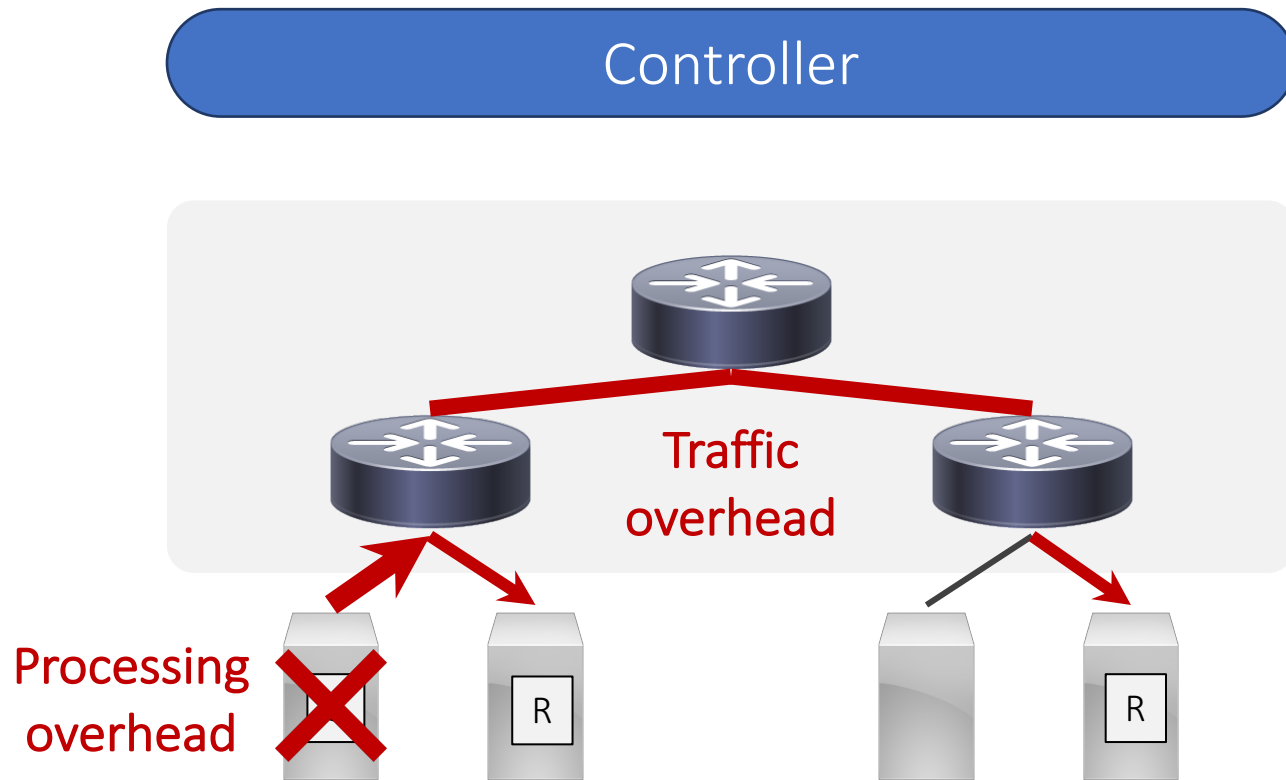 Controller
Traffic
overhead
Processing
overhead
R
R